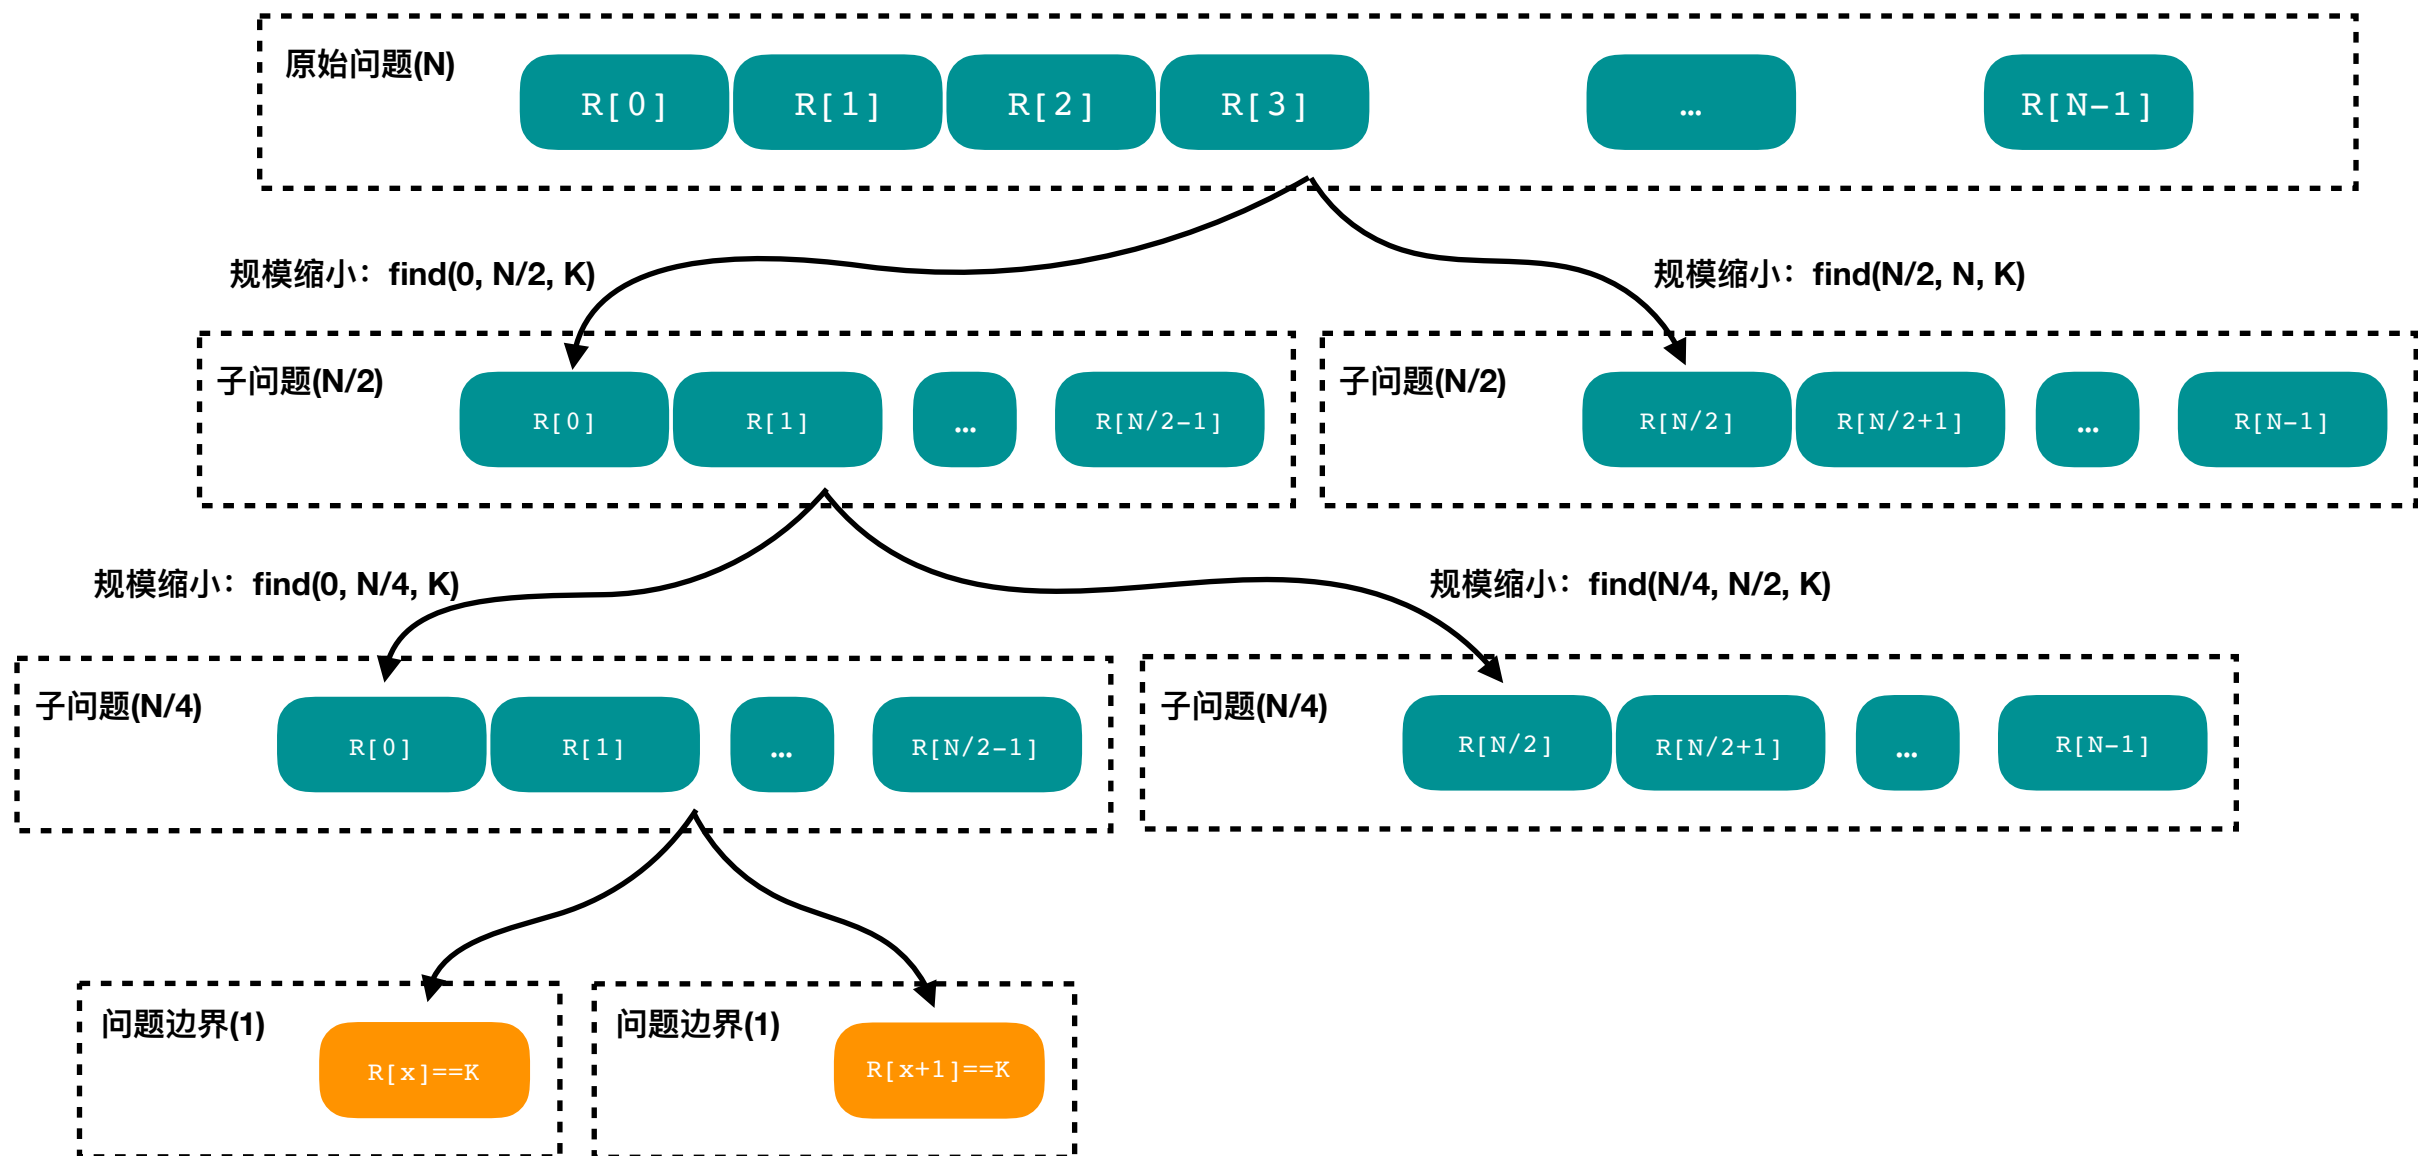 原始问题(N)
R[0] R[1] R[2] R[3] ... R[N-1]
规模缩小：find(0, N/2, K)
规模缩小：find(N/2, N, K)
子问题(N/2)
R[0] R[1] ... R[N/2-1]
子问题(N/2)
R[N/2] R[N/2+1] ... R[N-1]
规模缩小：find(0, N/4, K)
规模缩小：find(N/4, N/2, K)
子问题(N/4)
R[0] R[1] ... R[N/2-1]
子问题(N/4)
R[N/2] R[N/2+1] ... R[N-1]
问题边界(1)
R[x]==K
问题边界(1)
R[x+1]==K